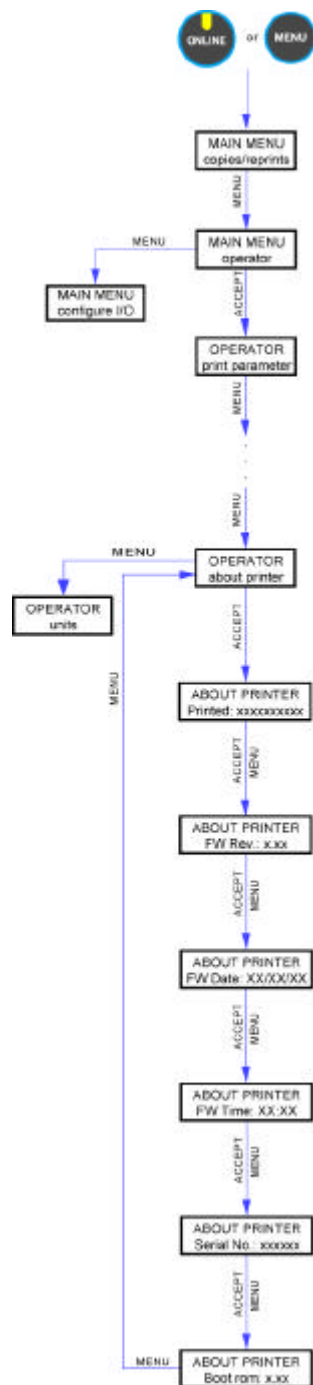 ONLINE or MENU
MAIN MENU
copies/reprints
MENU
MENU
MAIN MENU
operator
MAIN MENU
configure I/O
ACCEPT
OPERATOR
print parameter
MENU
MENU
MENU
OPERATOR
about printer
OPERATOR
units
MENU
ACCEPT
ABOUT PRINTER
Printed: xxxxxxxxxx
ACCEPT
MENU
ABOUT PRINTER
FW Rev.: x.xx
ACCEPT
MENU
ABOUT PRINTER
FW Date: XX/XX/XX
ACCEPT
MENU
ABOUT PRINTER
FW Time: XX:XX
ACCEPT
MENU
ABOUT PRINTER
Serial No.: xxxxxx
ACCEPT
MENU
MENU
ABOUT PRINTER
Boot rom: x.xx